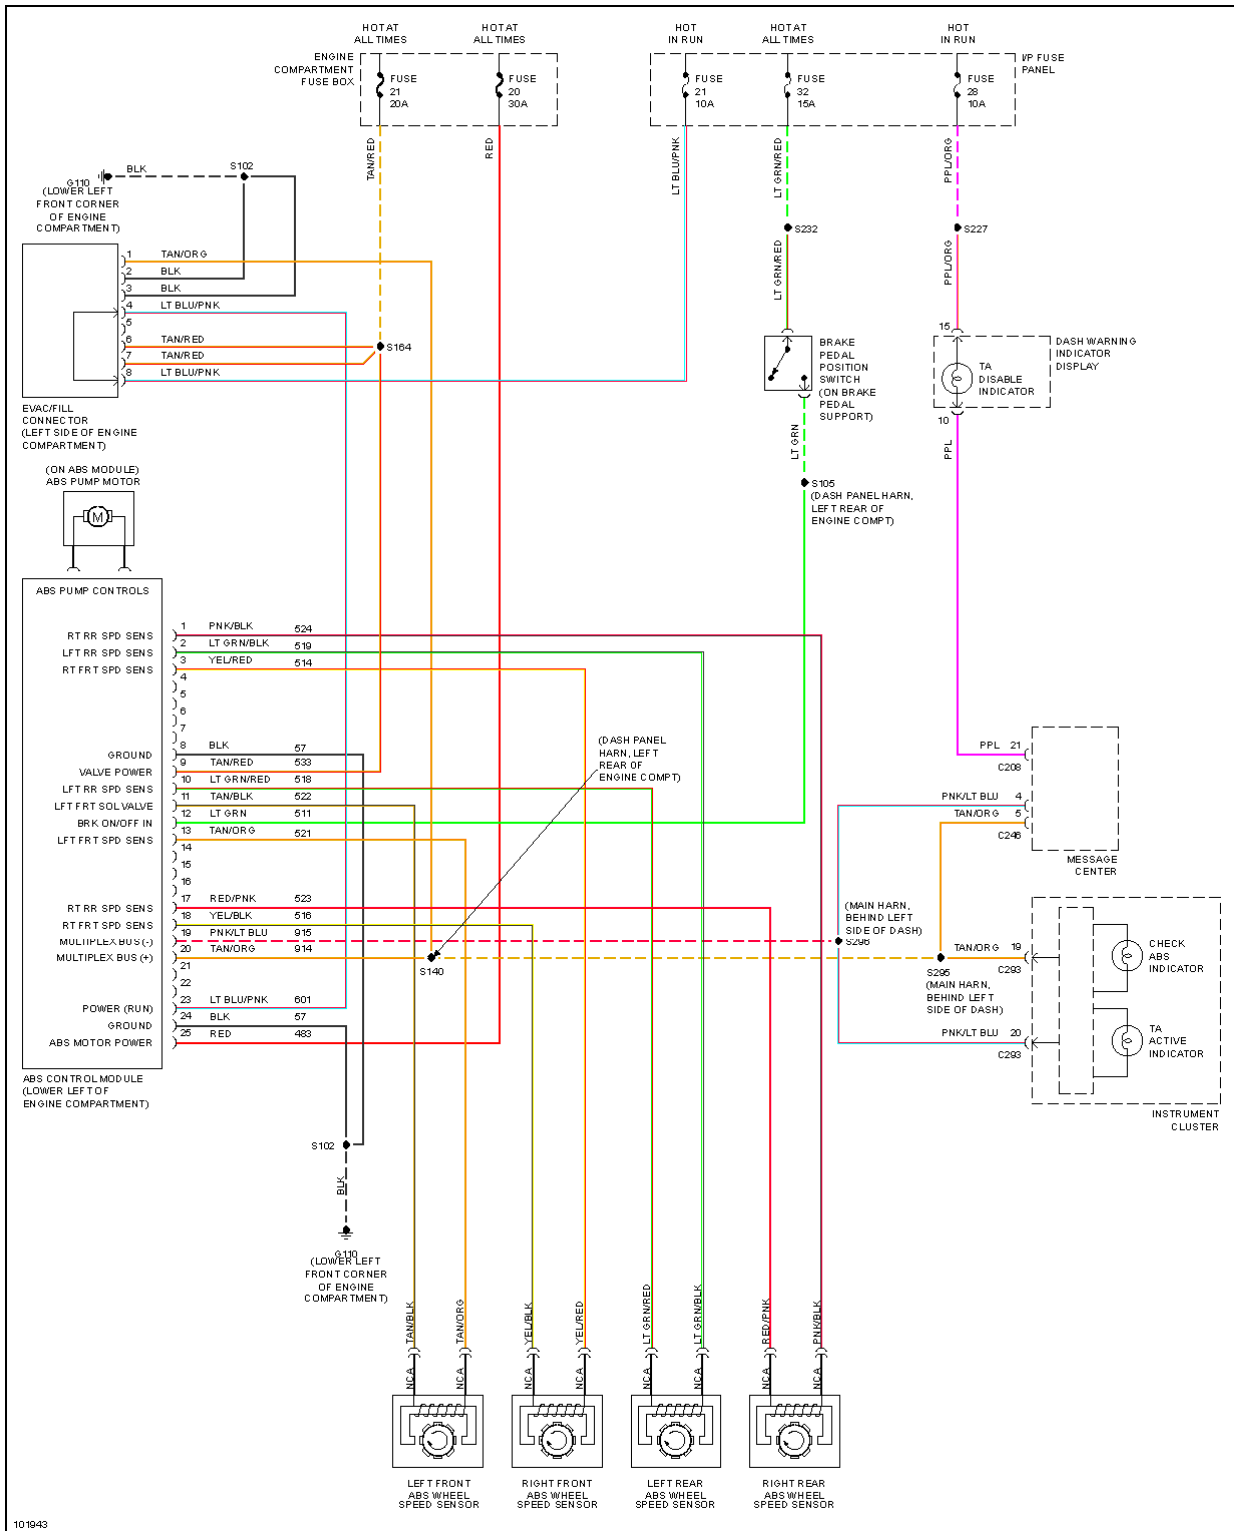 HOT AT
ALL TIMES
HOT AT
ALL TIMES
HOT
IN RUN
HOT AT
ALL TIMES
HOT
IN RUN
ENGINE
COMPARTMENT
FUSE BOX
FUSE
21
20A
FUSE
20
30A
FUSE
21
10A
FUSE
32
15A
FUSE
28
10A
I/P FUSE
PANEL
TAN/RED
RED
LT BLU/PNK
LT GRN/RED
PPL/ORG
G110
(LOWER LEFT
FRONT CORNER
OF ENGINE
COMPARTMENT)
BLK
S102
S232
S227
LT GRN/RED
PPL/ORG
1 TAN/ORG
2 BLK
3 BLK
4 LT BLU/PNK
5
6 TAN/RED
7 TAN/RED
8 LT BLU/PNK
S164
EVAC/FILL
CONNECTOR
(LEFT SIDE OF ENGINE
COMPARTMENT)
BRAKE
PEDAL
POSITION
SWITCH
(ON BRAKE
PEDAL
SUPPORT)
15
TA
DISABLE
INDICATOR
DASH WARNING
INDICATOR
DISPLAY
10
LT GRN
PPL
S105
(DASH PANEL HARN,
LEFT REAR OF
ENGINE COMPT)
(ON ABS MODULE)
ABS PUMP MOTOR
M
ABS PUMP CONTROLS
RT RR SPD SENS 1 PNK/BLK 524
LFT RR SPD SENS 2 LT GRN/BLK 519
RT FRT SPD SENS 3 YEL/RED 514
4
5
6
7
GROUND 8 BLK 57
VALVE POWER 9 TAN/RED 533
LFT RR SPD SENS 10 LT GRN/RED 518
LFT FRT SOL VALVE 11 TAN/BLK 522
BRK ON/OFF IN 12 LT GRN 511
LFT FRT SPD SENS 13 TAN/ORG 521
14
15
16
RT RR SPD SENS 17 RED/PNK 523
RT FRT SPD SENS 18 YEL/BLK 516
MULTIPLEX BUS (-) 19 PNK/LT BLU 915
MULTIPLEX BUS (+) 20 TAN/ORG 914
21
22
POWER (RUN) 23 LT BLU/PNK 601
GROUND 24 BLK 57
ABS MOTOR POWER 25 RED 483
ABS CONTROL MODULE
(LOWER LEFT OF
ENGINE COMPARTMENT)
(DASH PANEL
HARN, LEFT
REAR OF
ENGINE COMPT)
S140
PPL 21
C208
PNK/LT BLU 4
TAN/ORG 5
C246
MESSAGE
CENTER
(MAIN HARN,
BEHIND LEFT
SIDE OF DASH)
S296
TAN/ORG 19
C293
S295
(MAIN HARN,
BEHIND LEFT
SIDE OF DASH)
PNK/LT BLU 20
C293
CHECK
ABS
INDICATOR
TA
ACTIVE
INDICATOR
INSTRUMENT
CLUSTER
S102
BLK
G110
(LOWER LEFT
FRONT CORNER
OF ENGINE
COMPARTMENT)
TAN/BLK
TAN/ORG
YEL/BLK
YEL/RED
LT GRN/RED
LT GRN/BLK
RED/PNK
PNK/BLK
NCA
NCA
NCA
NCA
NCA
NCA
NCA
NCA
LEFT FRONT
ABS WHEEL
SPEED SENSOR
RIGHT FRONT
ABS WHEEL
SPEED SENSOR
LEFT REAR
ABS WHEEL
SPEED SENSOR
RIGHT REAR
ABS WHEEL
SPEED SENSOR
101943